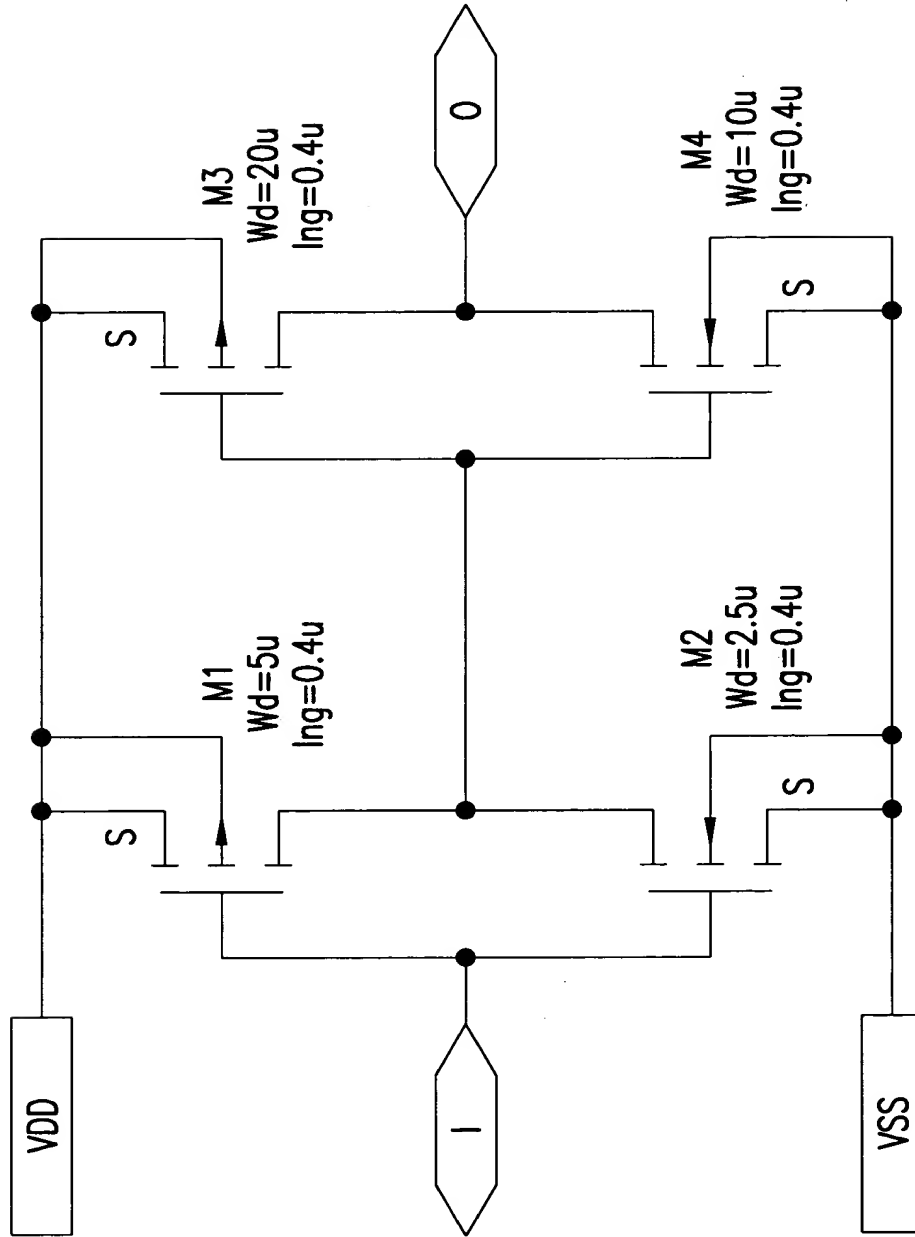 VDD
S
S
M1
Wd=5u
lng=0.4u
M3
Wd=20u
lng=0.4u
I
O
M2
Wd=2.5u
lng=0.4u
M4
Wd=10u
lng=0.4u
S
S
VSS